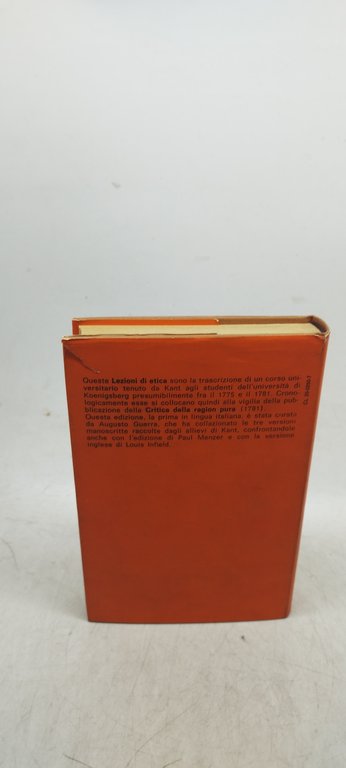 Queste Lezioni di etica sono la trascrizione di un corso uni-
versitario tenuto da Kant agli studenti dell'università di
Koenigsberg presumibilmente fra il 1775 e il 1781. Crono-
logicamente esse si collocano quindi alla vigilia della pub-
blicazione della Critica della ragion pura (1781).
Questa edizione, la prima in lingua italiana, è stata curata
da Augusto Guerra, che ha collazionato le tre versioni
manoscritte raccolte dagli allievi di Kant, confrontandole
anche con l'edizione di Paul Menzer e con la versione
inglese di Louis Infield.